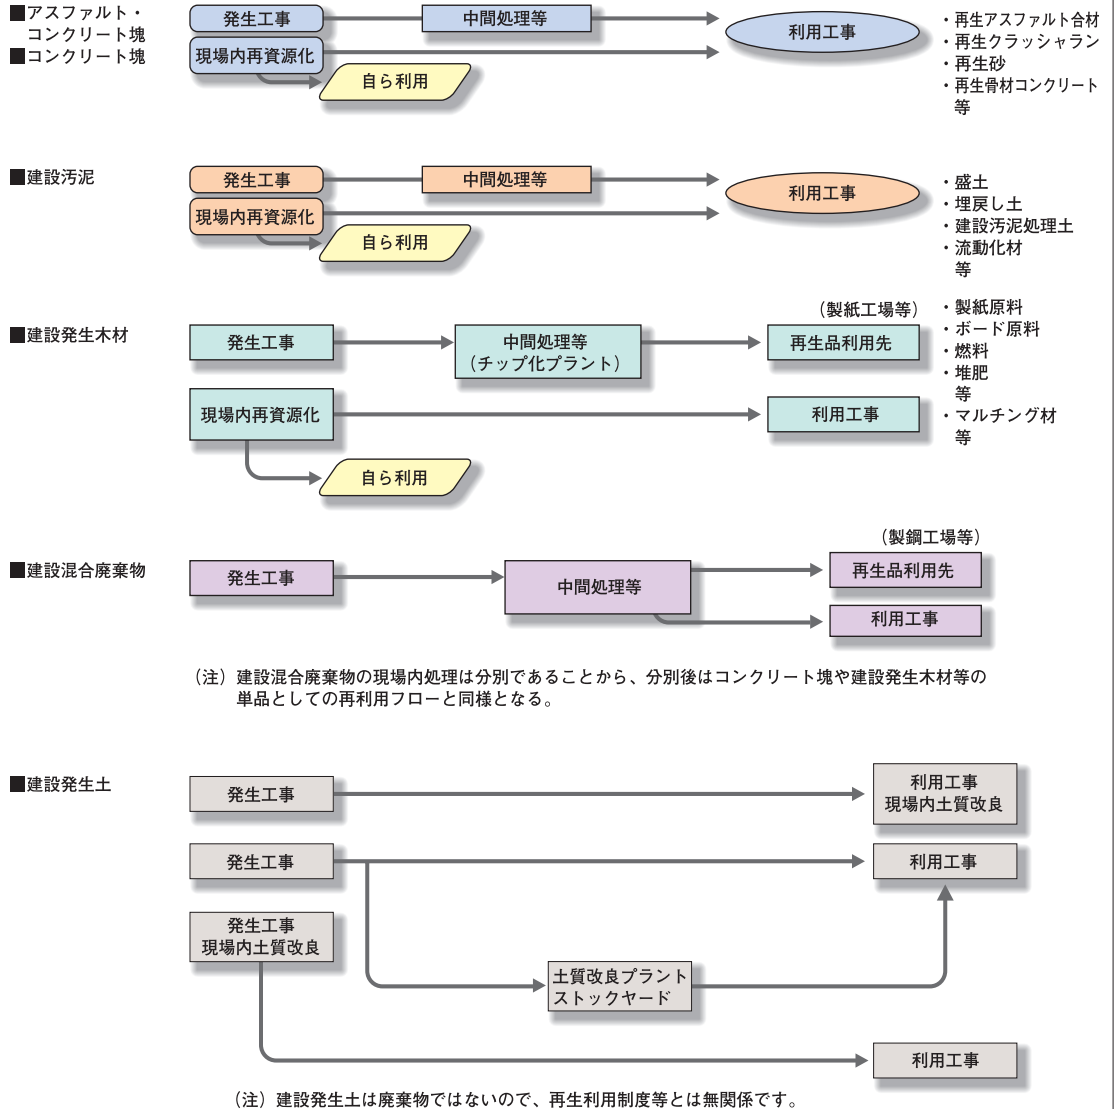 ■アスファルト・
コンクリート塊
■コンクリート塊
発生工事
中間処理等
利用工事
現場内再資源化
自ら利用
・再生アスファルト合材
・再生クラッシャラン
・再生砂
・再生骨材コンクリート
等
■建設汚泥
発生工事
中間処理等
利用工事
現場内再資源化
自ら利用
・盛土
・埋戻し土
・建設汚泥処理土
・流動化材
等
■建設発生木材
発生工事
中間処理等
（チップ化プラント）
（製紙工場等）
再生品利用先
現場内再資源化
利用工事
自ら利用
・製紙原料
・ボード原料
・燃料
・堆肥
等
・マルチング材
等
■建設混合廃棄物
発生工事
中間処理等
（製鋼工場等）
再生品利用先
利用工事
（注）建設混合廃棄物の現場内処理は分別であることから、分別後はコンクリート塊や建設発生木材等の
単品としての再利用フローと同様となる。
■建設発生土
発生工事
利用工事
現場内土質改良
発生工事
利用工事
発生工事
現場内土質改良
土質改良プラント
ストックヤード
利用工事
（注）建設発生土は廃棄物ではないので、再生利用制度等とは無関係です。